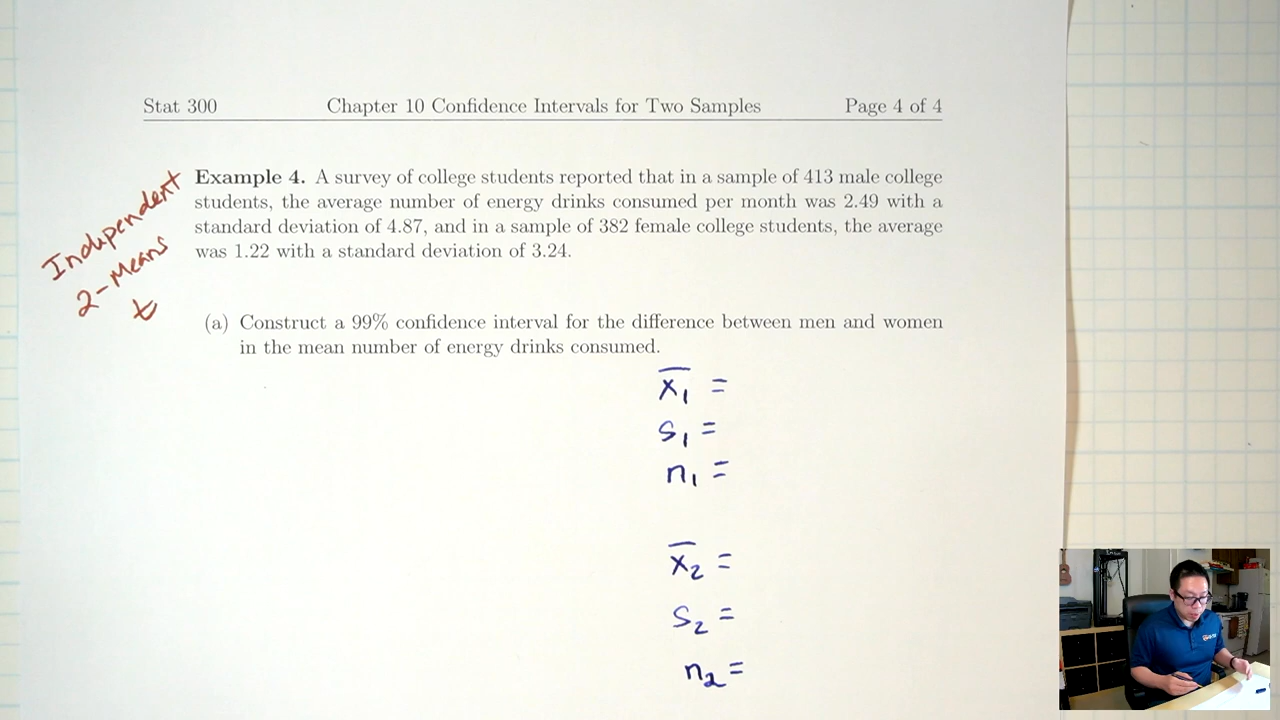 Stat 300 Chapter 10 Confidence Intervals for Two Samples Page 4 of 4
Independent
2-Means
t
Example 4. A survey of college students reported that in a sample of 413 male college
students, the average number of energy drinks consumed per month was 2.49 with a
standard deviation of 4.87, and in a sample of 382 female college students, the average
was 1.22 with a standard deviation of 3.24.
(a) Construct a 99% confidence interval for the difference between men and women
in the mean number of energy drinks consumed.
x̄₁ =
s₁ =
n₁ =
x̄₂ =
s₂ =
n₂ =